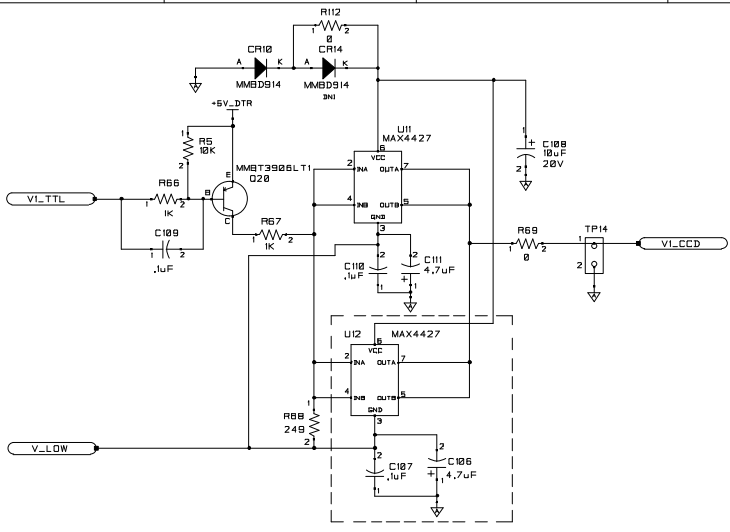 R112
1 2
0
CR10 CR14
A K A K
MMBD914 MMBD914
DNI
+5V_DTR
U11
MAX4427
1
R5
10K
2
6
VCC
2 INA OUTA 7
4 INB OUTB 5
GND
3
1
+ C108
10uF
20V
2
E
MMBT3906LT1
Q20
B
C
V1_TTL
R66
1 2
1K
C109
1 2
.1uF
R67
1 2
1K
R69
1 2
0
TP14
1
2
V1_CCD
2 2
C110
.1uF
1
C111
4.7uF
+
1
U12
MAX4427
6
VCC
2 INA OUTA 7
4 INB OUTB 5
GND
3
1
R68
249
2
V_LOW
2 2
C107
.1uF
1
C106
4.7uF
+
1
A
A
A
A
A